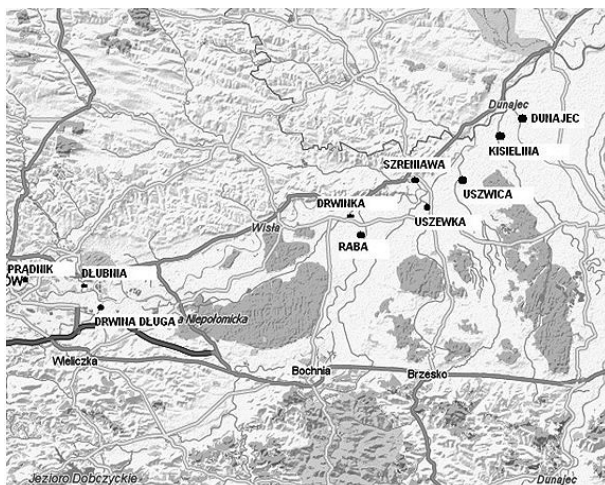 Dunajec
DUNAJEC
KISIELINA
SZRENIAWA
USZWICA
DRWINKA
USZEWKA
Wisła
RABA
PRĄDNIK
ÓW
DŁUBNIA
DRWINA DŁUGA
a Niepołomicka
Wieliczka
Bochnia
Brzesko
Jezioro Dobczyckie
Dunajec